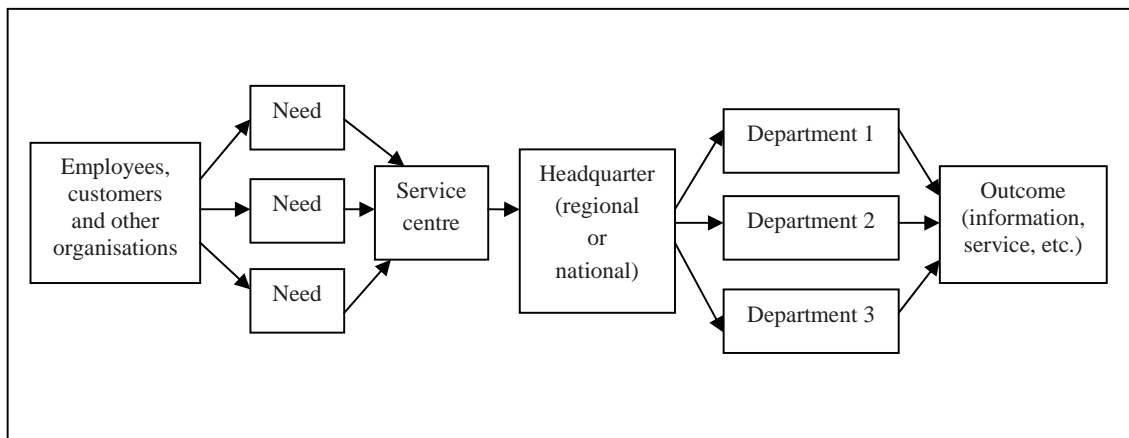 Employees,
customers
and other
organisations
Need
Need
Need
Service
centre
Headquarter
(regional
or
national)
Department 1
Department 2
Department 3
Outcome
(information,
service, etc.)